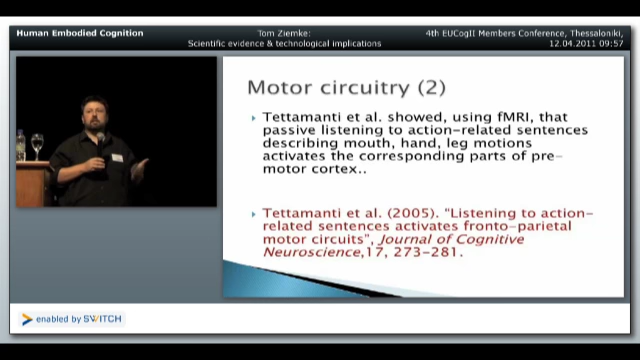 Human Embodied Cognition
Tom Ziemke:
Scientific evidence & technological implications
4th EUCogII Members Conference, Thessaloniki,
12.04.2011 09:57
Motor circuitry (2)
Tettamanti et al. showed, using fMRI, that
passive listening to action-related sentences
describing mouth, hand, leg motions
activates the corresponding parts of pre-
motor cortex..
Tettamanti et al. (2005). "Listening to action-
related sentences activates fronto-parietal
motor circuits", Journal of Cognitive
Neuroscience,17, 273-281.
enabled by SWITCH